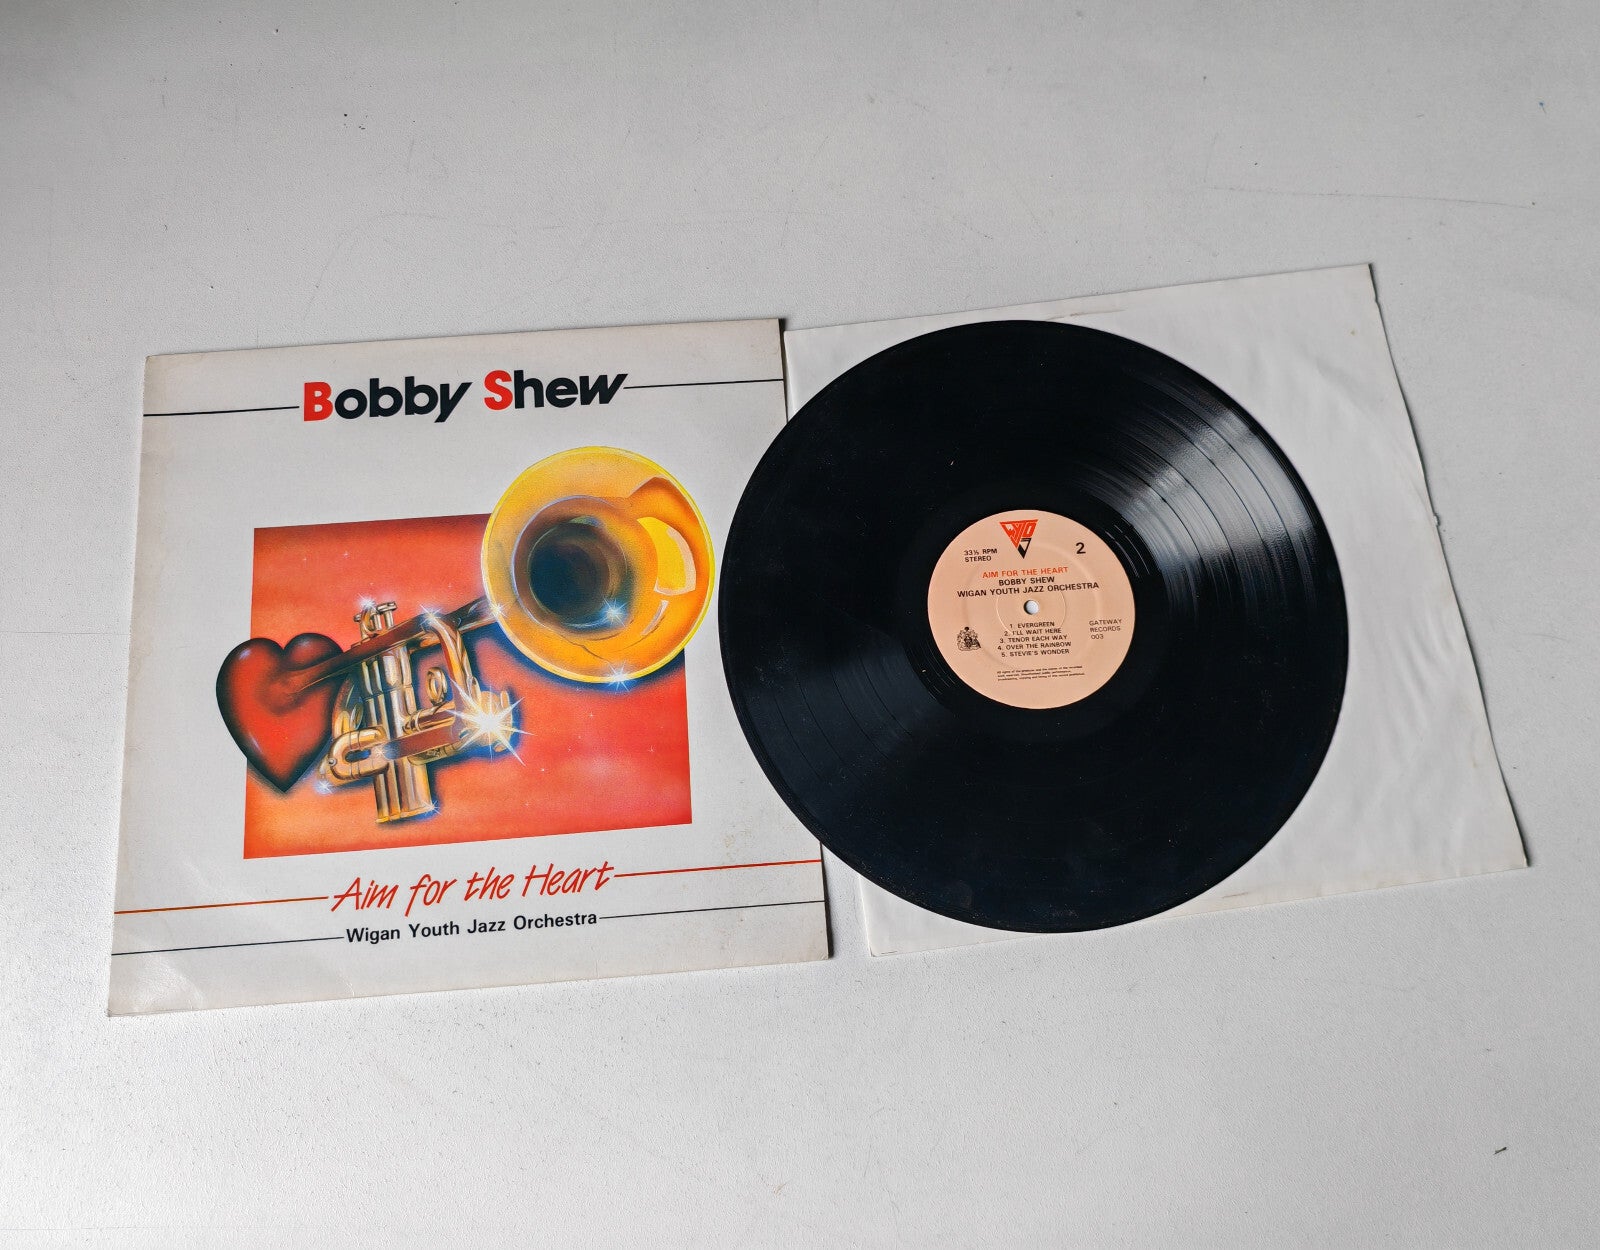 Bobby Shew
Aim for the Heart
Wigan Youth Jazz Orchestra
WYJO
33⅓ RPM
STEREO
2
AIM FOR THE HEART
BOBBY SHEW
WIGAN YOUTH JAZZ ORCHESTRA
1. EVERGREEN
2. I'LL WAIT HERE
3. TENOR EACH WAY
4. OVER THE RAINBOW
5. STEVIE'S WONDER
GATEWAY
RECORDS
003